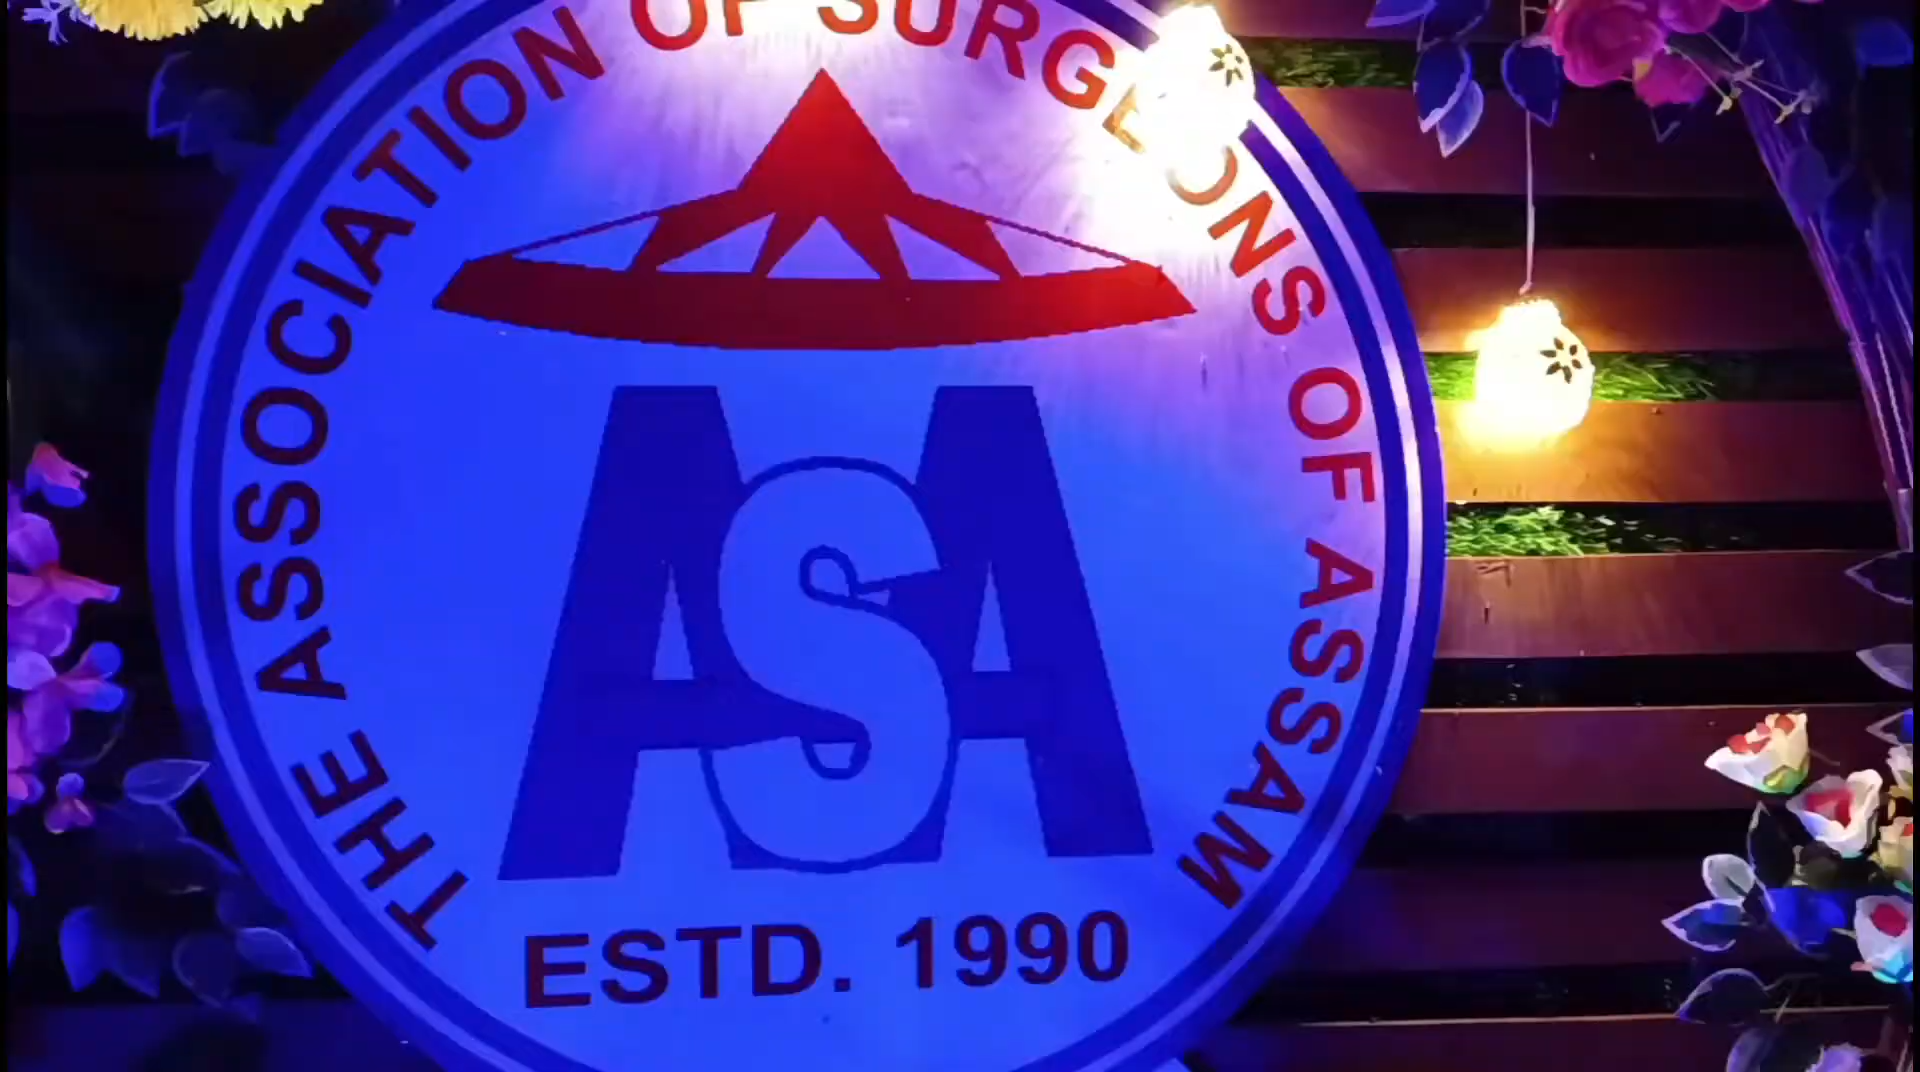 THE ASSOCIATION OF SURGEONS OF ASSAM
ASA
ESTD. 1990